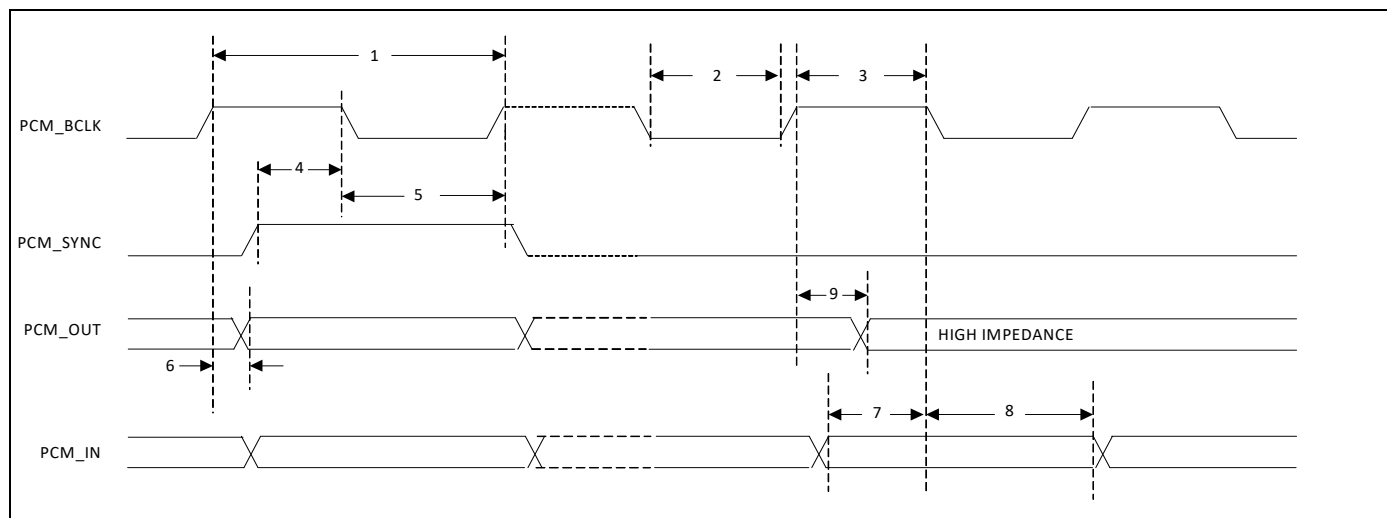 1
2
3
PCM_BCLK
4
5
PCM_SYNC
9
PCM_OUT
HIGH IMPEDANCE
6
7
8
PCM_IN